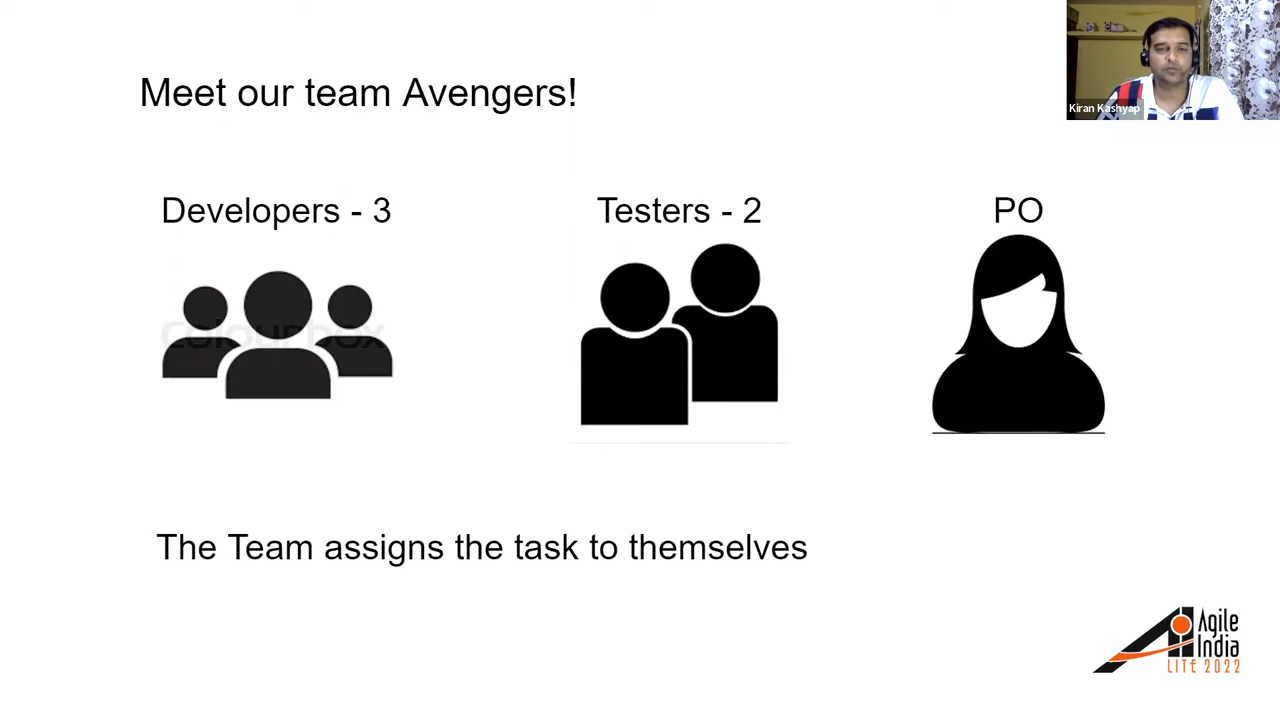 Meet our team Avengers!
Kiran Kashyap
Developers - 3
Testers - 2
PO
colourbox
The Team assigns the task to themselves
Agile
India
LITE 2022